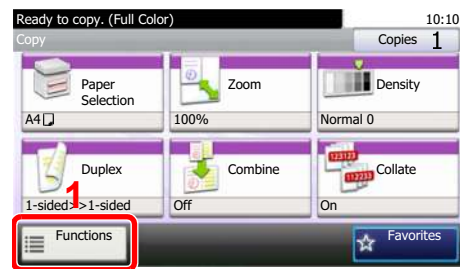 Ready to copy. (Full Color)
10:10
Copy
Copies 1
Paper
Selection
Zoom
Density
A4
100%
Normal 0
123123
112233
Duplex
Combine
Collate
1
1-sided>>1-sided
Off
On
Functions
Favorites